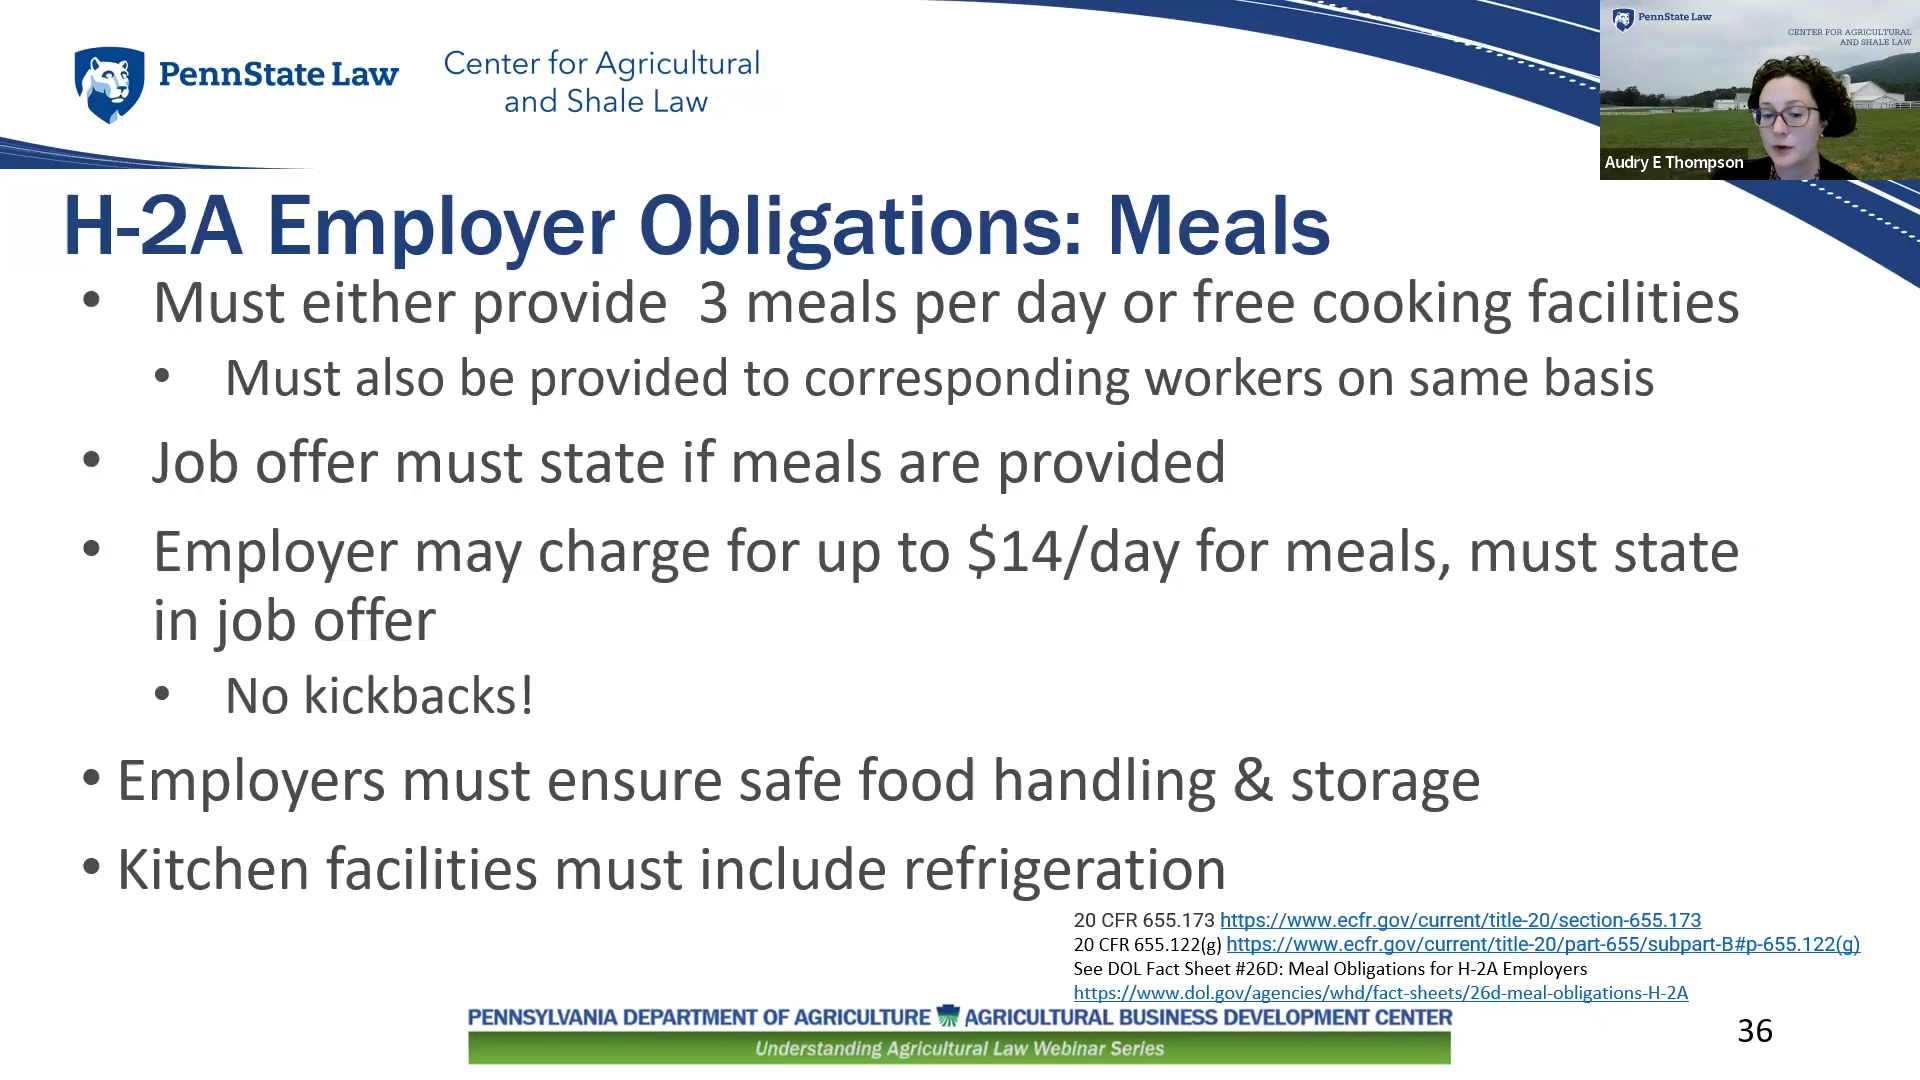 PennState Law
Center for Agricultural
and Shale Law
PennState Law
CENTER FOR AGRICULTURAL
AND SHALE LAW
Audry E Thompson
H-2A Employer Obligations: Meals
• Must either provide  3 meals per day or free cooking facilities
• Must also be provided to corresponding workers on same basis
• Job offer must state if meals are provided
• Employer may charge for up to $14/day for meals, must state
in job offer
• No kickbacks!
• Employers must ensure safe food handling & storage
• Kitchen facilities must include refrigeration
20 CFR 655.173 https://www.ecfr.gov/current/title-20/section-655.173
20 CFR 655.122(g) https://www.ecfr.gov/current/title-20/part-655/subpart-B#p-655.122(g)
See DOL Fact Sheet #26D: Meal Obligations for H-2A Employers
https://www.dol.gov/agencies/whd/fact-sheets/26d-meal-obligations-H-2A
PENNSYLVANIA DEPARTMENT OF AGRICULTURE AGRICULTURAL BUSINESS DEVELOPMENT CENTER
Understanding Agricultural Law Webinar Series
36